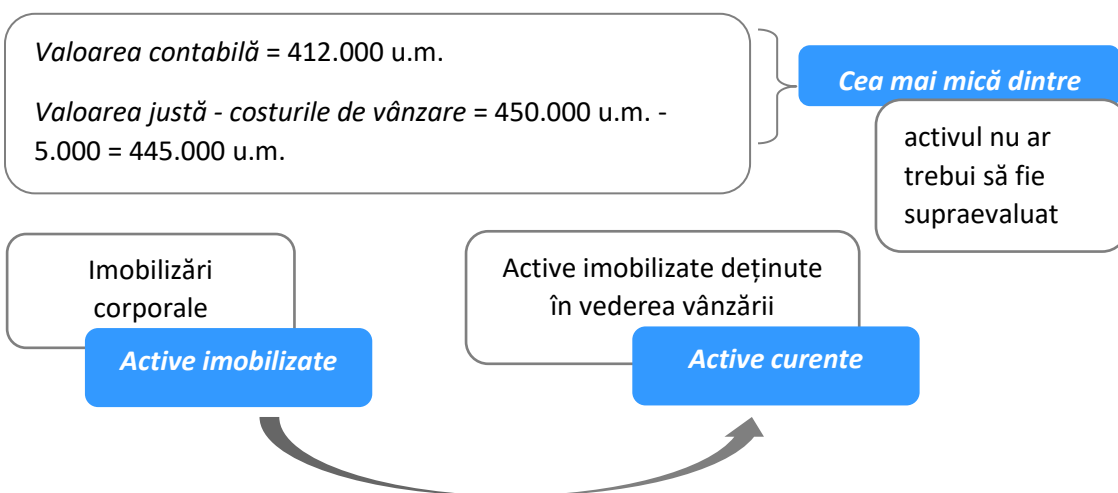 Valoarea contabilă = 412.000 u.m.
Valoarea justă - costurile de vânzare = 450.000 u.m. -
5.000 = 445.000 u.m.
Cea mai mică dintre
activul nu ar
trebui să fie
supraevaluat
Imobilizări
corporale
Active imobilizate
Active imobilizate deținute
în vederea vânzării
Active curente